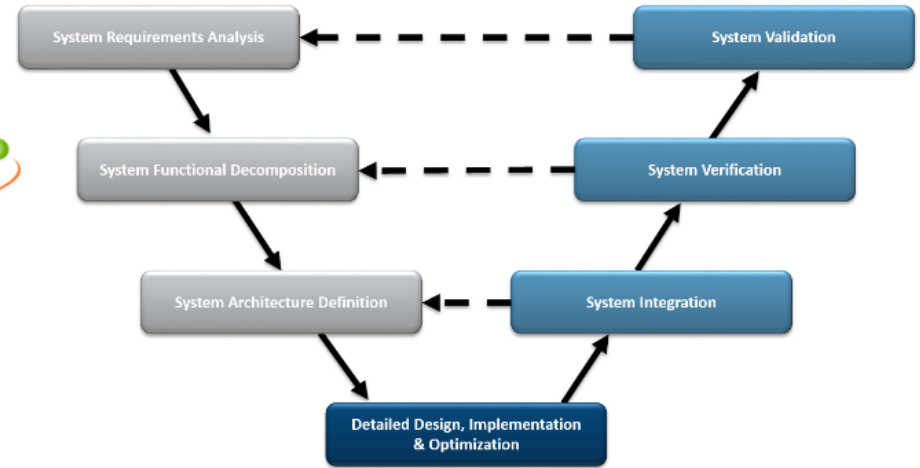 System Requirements Analysis
System Validation
System Functional Decomposition
System Verification
System Architecture Definition
System Integration
Detailed Design, Implementation
& Optimization